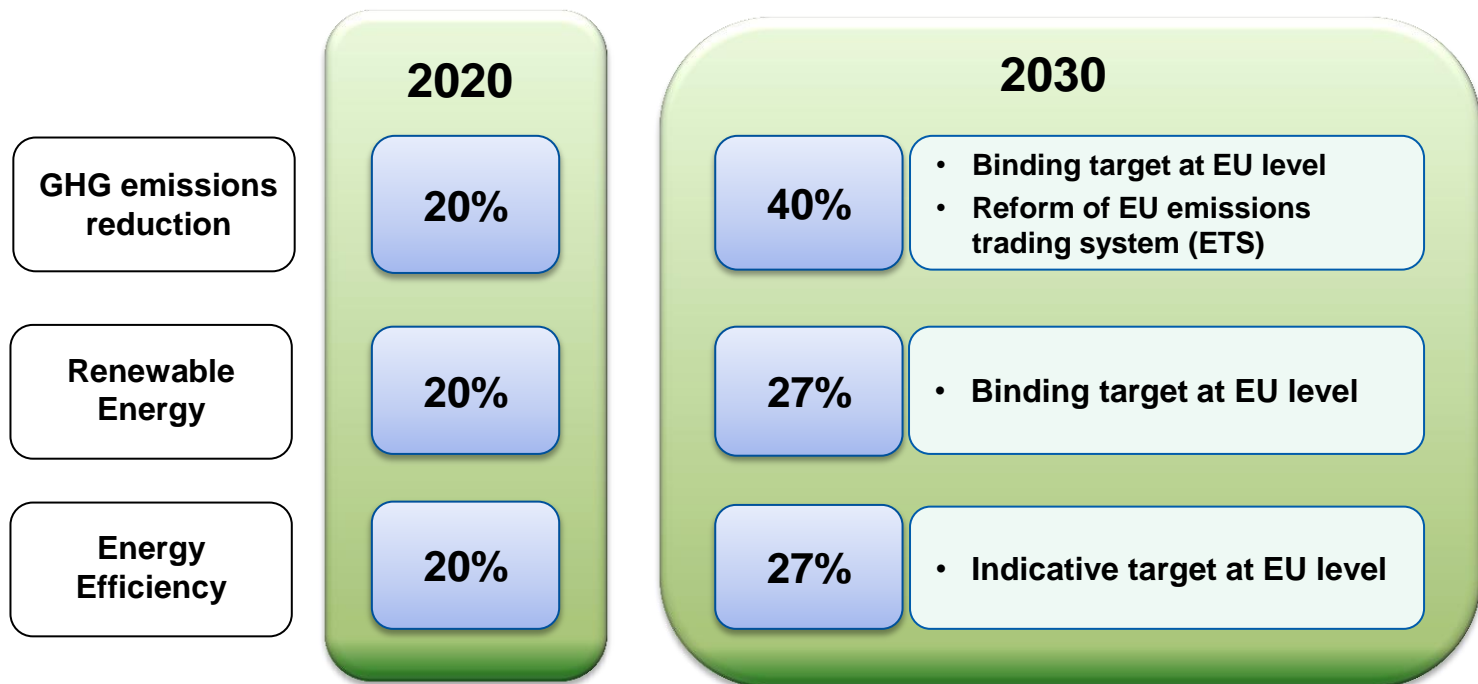 2020
2030
GHG emissions
reduction
20%
40%
• Binding target at EU level
• Reform of EU emissions
trading system (ETS)
Renewable
Energy
20%
27%
• Binding target at EU level
Energy
Efficiency
20%
27%
• Indicative target at EU level